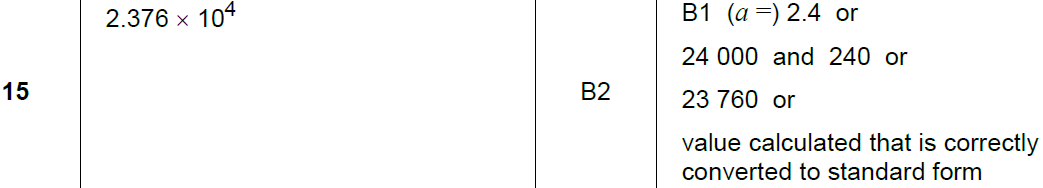 2.376 × 10⁴
B1 (a =) 2.4 or
24 000 and 240 or
15
B2
23 760 or
value calculated that is correctly
converted to standard form